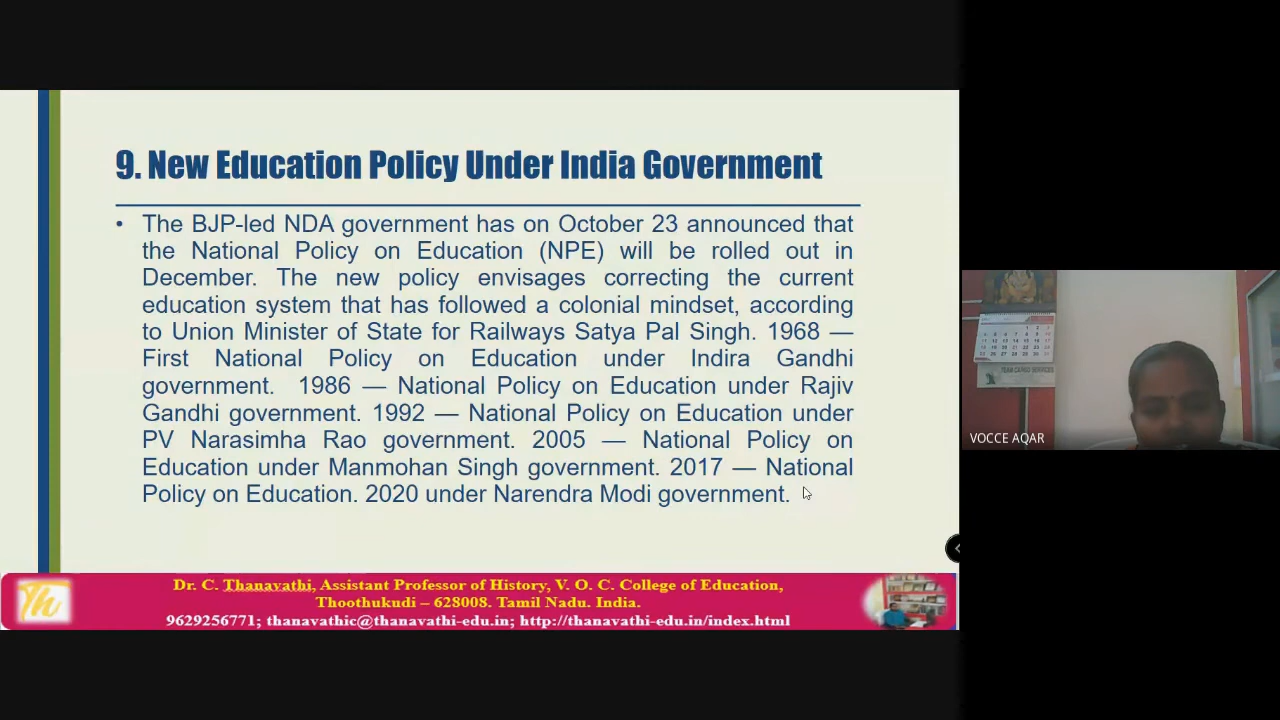 9. New Education Policy Under India Government
• The BJP-led NDA government has on October 23 announced that
the National Policy on Education (NPE) will be rolled out in
December. The new policy envisages correcting the current
education system that has followed a colonial mindset, according
to Union Minister of State for Railways Satya Pal Singh. 1968 —
First National Policy on Education under Indira Gandhi
government. 1986 — National Policy on Education under Rajiv
Gandhi government. 1992 — National Policy on Education under
PV Narasimha Rao government. 2005 — National Policy on
Education under Manmohan Singh government. 2017 — National
Policy on Education. 2020 under Narendra Modi government.
Th
Dr. C. Thanavathi, Assistant Professor of History, V. O. C. College of Education,
Thoothukudi – 628008. Tamil Nadu. India.
9629256771; thanavathic@thanavathi-edu.in; http://thanavathi-edu.in/index.html
VOCCE AQAR